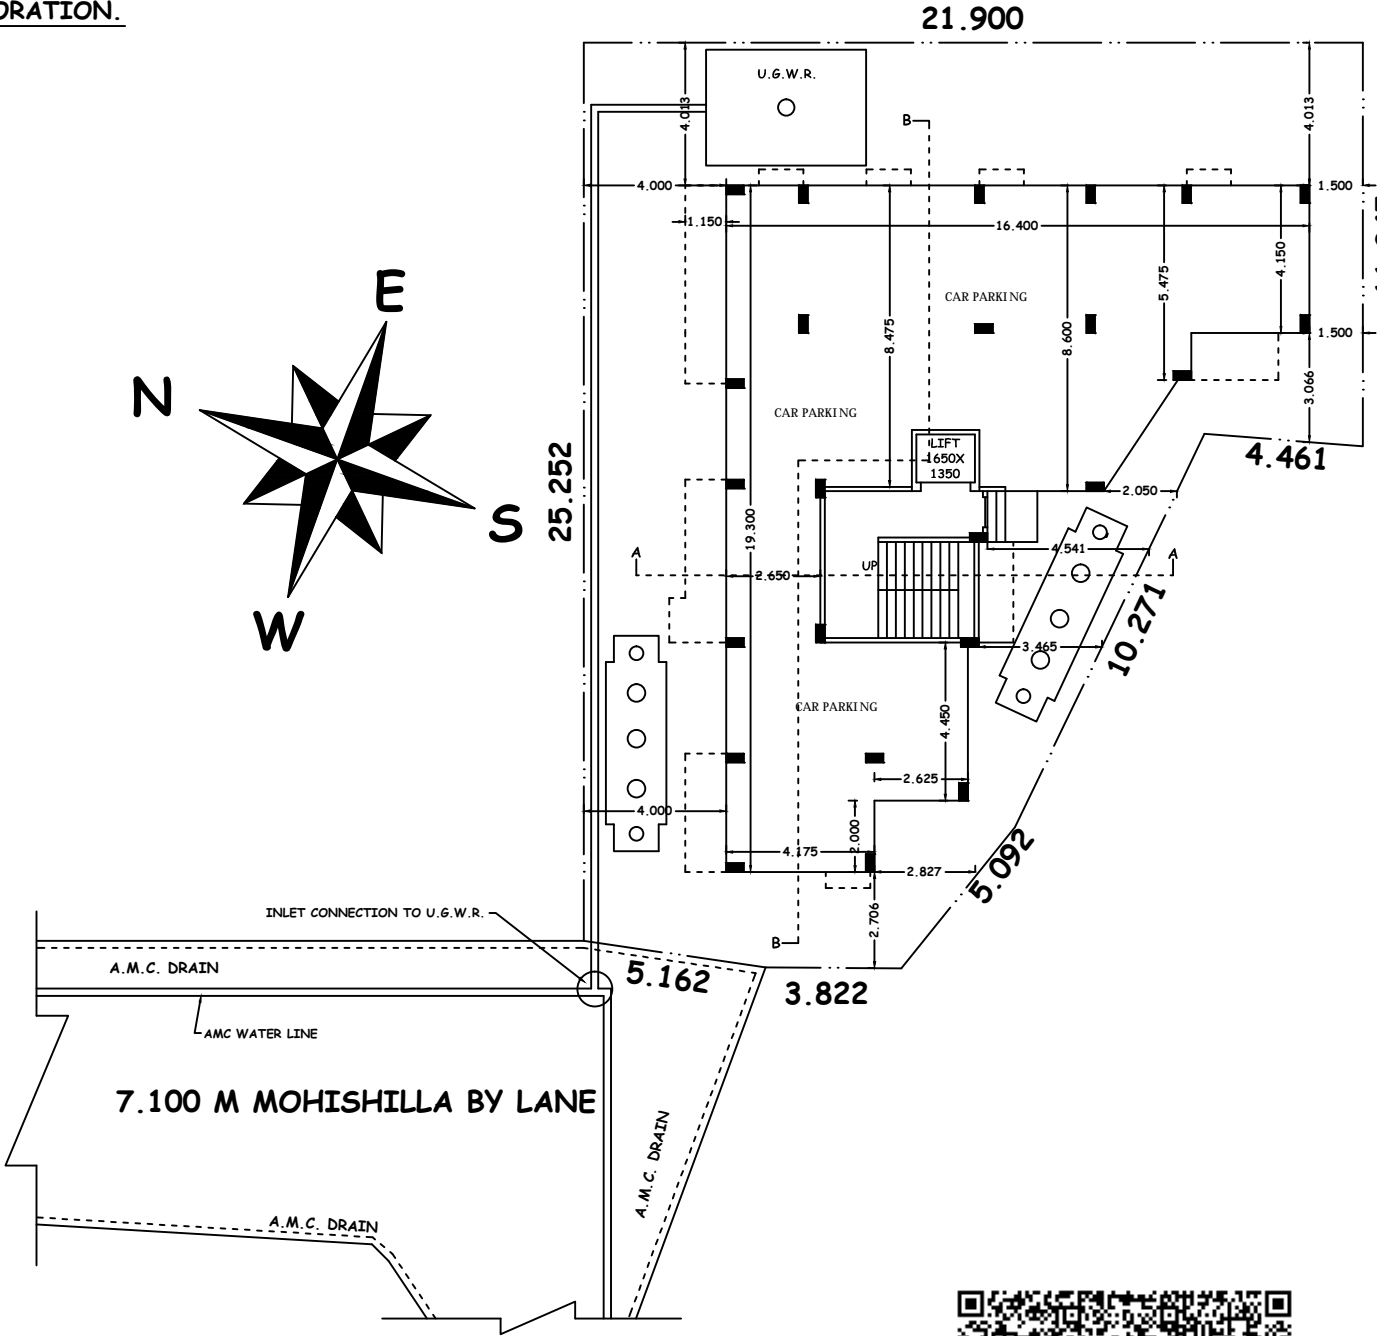 ORATION.
21.900
U.G.W.R.
4.013
4.013
B
4.000
1.500
1.150
16.400
4.150
5.475
CAR PARKING
8.475
8.600
1.500
3.066
CAR PARKING
LIFT
1650X
1350
4.461
E
N
S
W
25.252
2.050
19.300
4.541
A
A
UP
2.650
10.271
3.465
CAR PARKING
4.450
2.625
4.000
2.000
4.175
2.827
5.092
2.706
INLET CONNECTION TO U.G.W.R.
B
A.M.C. DRAIN
5.162
3.822
AMC WATER LINE
7.100 M MOHISHILLA BY LANE
A.M.C. DRAIN
A.M.C. DRAIN